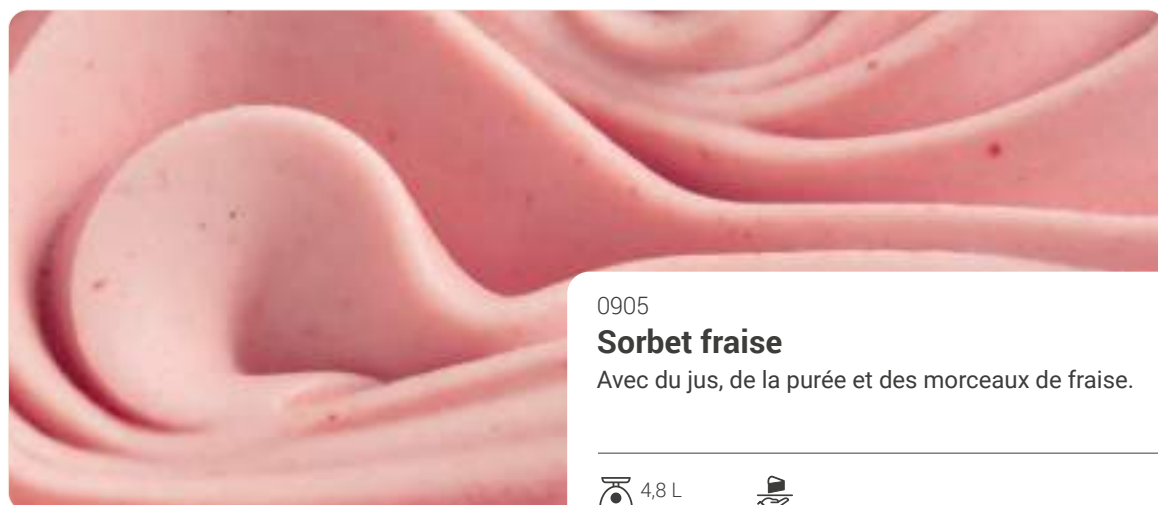 0905
Sorbet fraise
Avec du jus, de la purée et des morceaux de fraise.
4,8 L